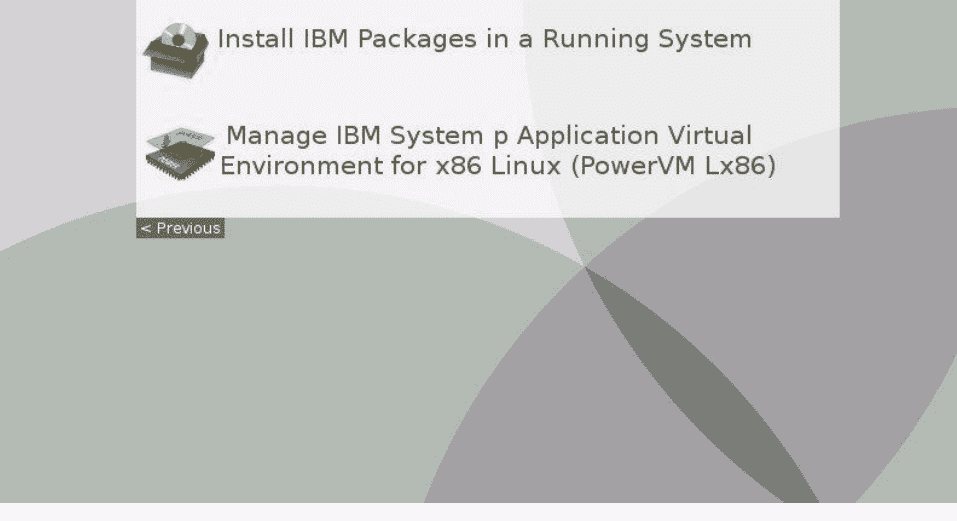 Install IBM Packages in a Running System
Manage IBM System p Application Virtual
Environment for x86 Linux (PowerVM Lx86)
< Previous